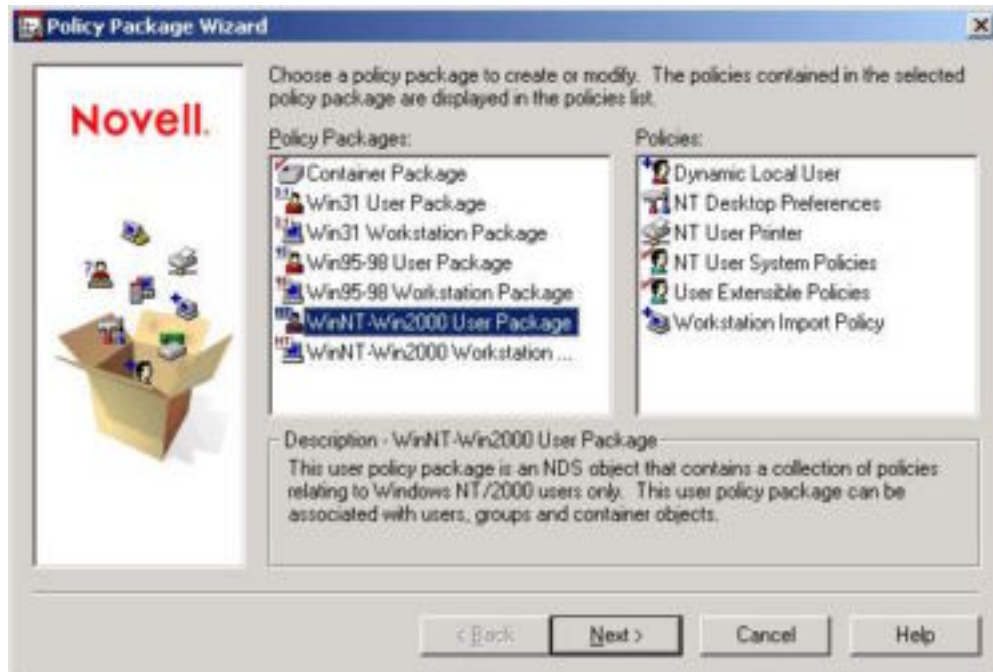 Policy Package Wizard
Novell.
Choose a policy package to create or modify. The policies contained in the selected
policy package are displayed in the policies list.
Policy Packages:
Container Package
Win31 User Package
Win31 Workstation Package
Win95-98 User Package
Win95-98 Workstation Package
WinNT-Win2000 User Package
WinNT-Win2000 Workstation ...
Policies:
Dynamic Local User
NT Desktop Preferences
NT User Printer
NT User System Policies
User Extensible Policies
Workstation Import Policy
Description - WinNT-Win2000 User Package
This user policy package is an NDS object that contains a collection of policies
relating to Windows NT/2000 users only. This user policy package can be
associated with users, groups and container objects.
< Back
Next >
Cancel
Help